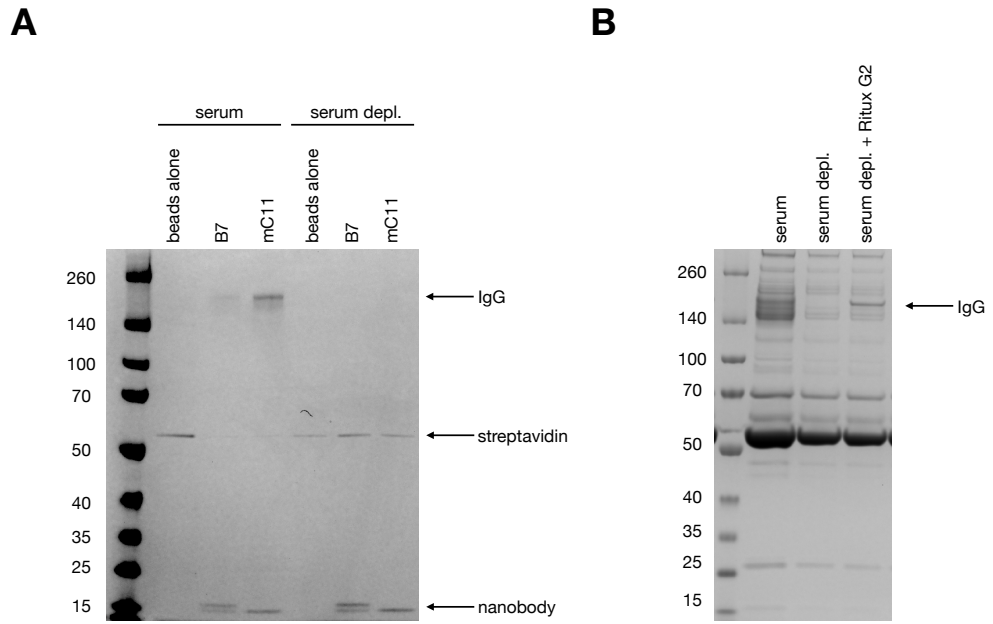 A
serum
serum depl.
beads alone
B7
mC11
beads alone
B7
mC11
260
140
100
70
50
40
35
25
15
IgG
streptavidin
nanobody
B
serum
serum depl.
serum depl. + Ritux G2
260
140
100
70
50
40
35
25
15
IgG